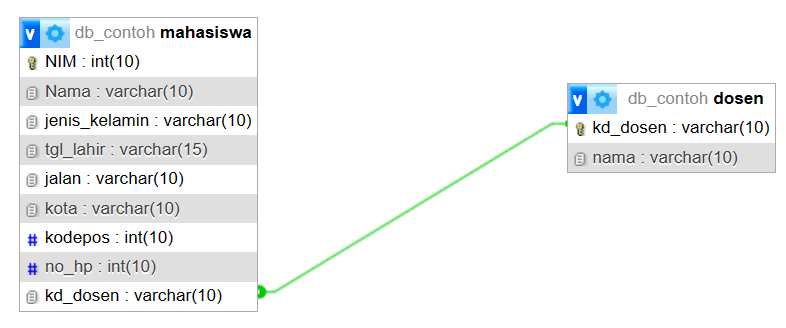 v db_contoh mahasiswa
NIM : int(10)
Nama : varchar(10)
jenis_kelamin : varchar(10)
tgl_lahir : varchar(15)
jalan : varchar(10)
kota : varchar(10)
# kodepos : int(10)
# no_hp : int(10)
kd_dosen : varchar(10)
v db_contoh dosen
kd_dosen : varchar(10)
nama : varchar(10)